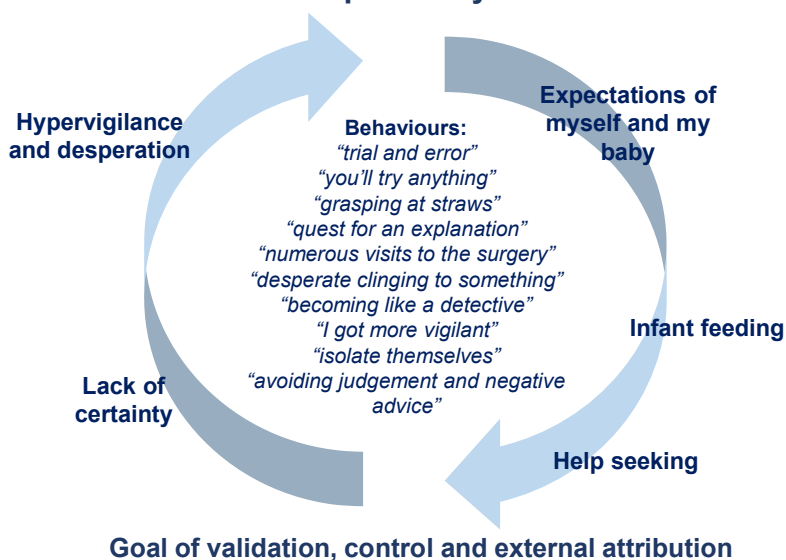 Expectations of
myself and my
baby
Hypervigilance
and desperation
Behaviours:
“trial and error”
“you’ll try anything”
“grasping at straws”
“quest for an explanation”
“numerous visits to the surgery”
“desperate clinging to something”
“becoming like a detective”
“I got more vigilant”
“isolate themselves”
“avoiding judgement and negative
advice”
Infant feeding
Lack of
certainty
Help seeking
Goal of validation, control and external attribution